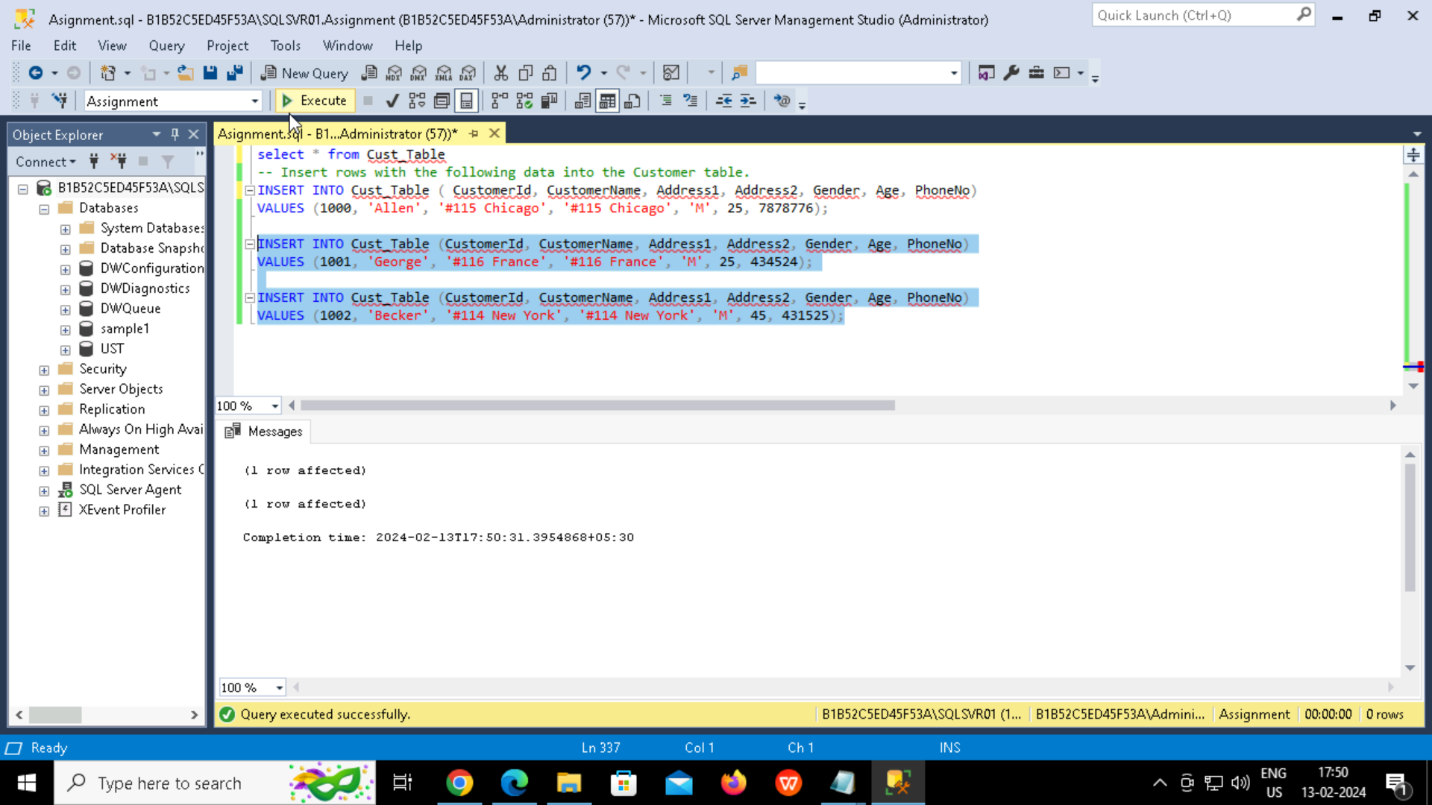 Assignment.sql - B1B52C5ED45F53A\SQLSVR01.Assignment (B1B52C5ED45F53A\Administrator (57))* - Microsoft SQL Server Management Studio (Administrator)
Quick Launch (Ctrl+Q)
File Edit View Query Project Tools Window Help
New Query MDX DMX XMLA DAX
Assignment Execute
Object Explorer
Asignment.sql - B1...Administrator (57))*
Connect
B1B52C5ED45F53A\SQLS
Databases
System Databases
Database Snapsho
DWConfiguration
DWDiagnostics
DWQueue
sample1
UST
Security
Server Objects
Replication
Always On High Avai
Management
Integration Services C
SQL Server Agent
XEvent Profiler
select * from Cust_Table
-- Insert rows with the following data into the Customer table.
INSERT INTO Cust_Table ( CustomerId, CustomerName, Address1, Address2, Gender, Age, PhoneNo)
VALUES (1000, 'Allen', '#115 Chicago', '#115 Chicago', 'M', 25, 7878776);
INSERT INTO Cust_Table (CustomerId, CustomerName, Address1, Address2, Gender, Age, PhoneNo)
VALUES (1001, 'George', '#116 France', '#116 France', 'M', 25, 434524);
INSERT INTO Cust_Table (CustomerId, CustomerName, Address1, Address2, Gender, Age, PhoneNo)
VALUES (1002, 'Becker', '#114 New York', '#114 New York', 'M', 45, 431525);
100 %
Messages
(1 row affected)
(1 row affected)
Completion time: 2024-02-13T17:50:31.3954868+05:30
100 %
Query executed successfully. B1B52C5ED45F53A\SQLSVR01 (1... B1B52C5ED45F53A\Admini... Assignment 00:00:00 0 rows
Ready Ln 337 Col 1 Ch 1 INS
Type here to search
ENG
US
17:50
13-02-2024
1